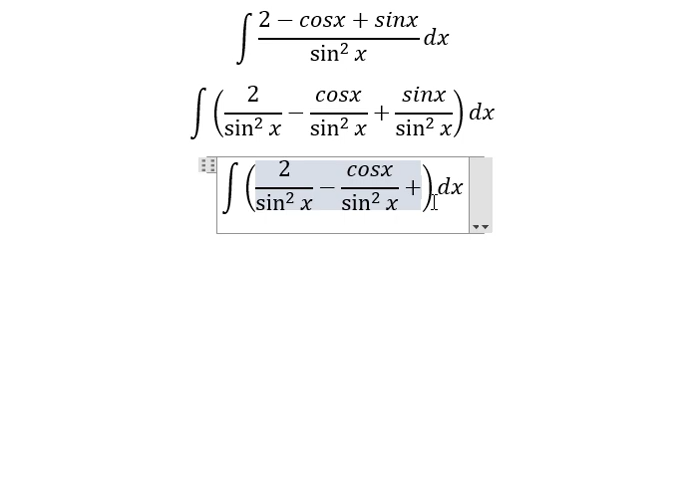 ∫ (2 − cosx + sinx)/(sin² x) dx
∫ (2/(sin² x) − cosx/(sin² x) + sinx/(sin² x)) dx
∫ (2/(sin² x) − cosx/(sin² x) +) dx